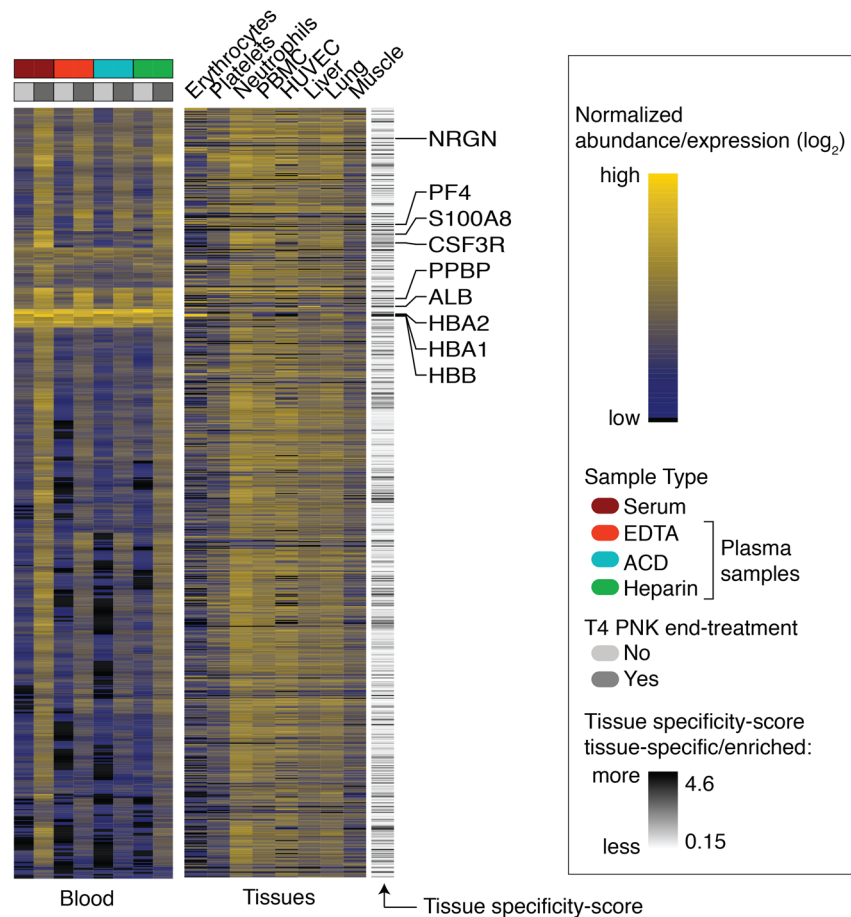 Erythrocytes
Platelets
Neutrophils
PBMC
HUVEC
Liver
Lung
Muscle
NRGN
PF4
S100A8
CSF3R
PPBP
ALB
HBA2
HBA1
HBB
Blood
Tissues
Tissue specificity-score
Normalized
abundance/expression (log2)
high
low
Sample Type
Serum
EDTA
ACD
Heparin
Plasma
samples
T4 PNK end-treatment
No
Yes
Tissue specificity-score
tissue-specific/enriched:
more
4.6
less
0.15